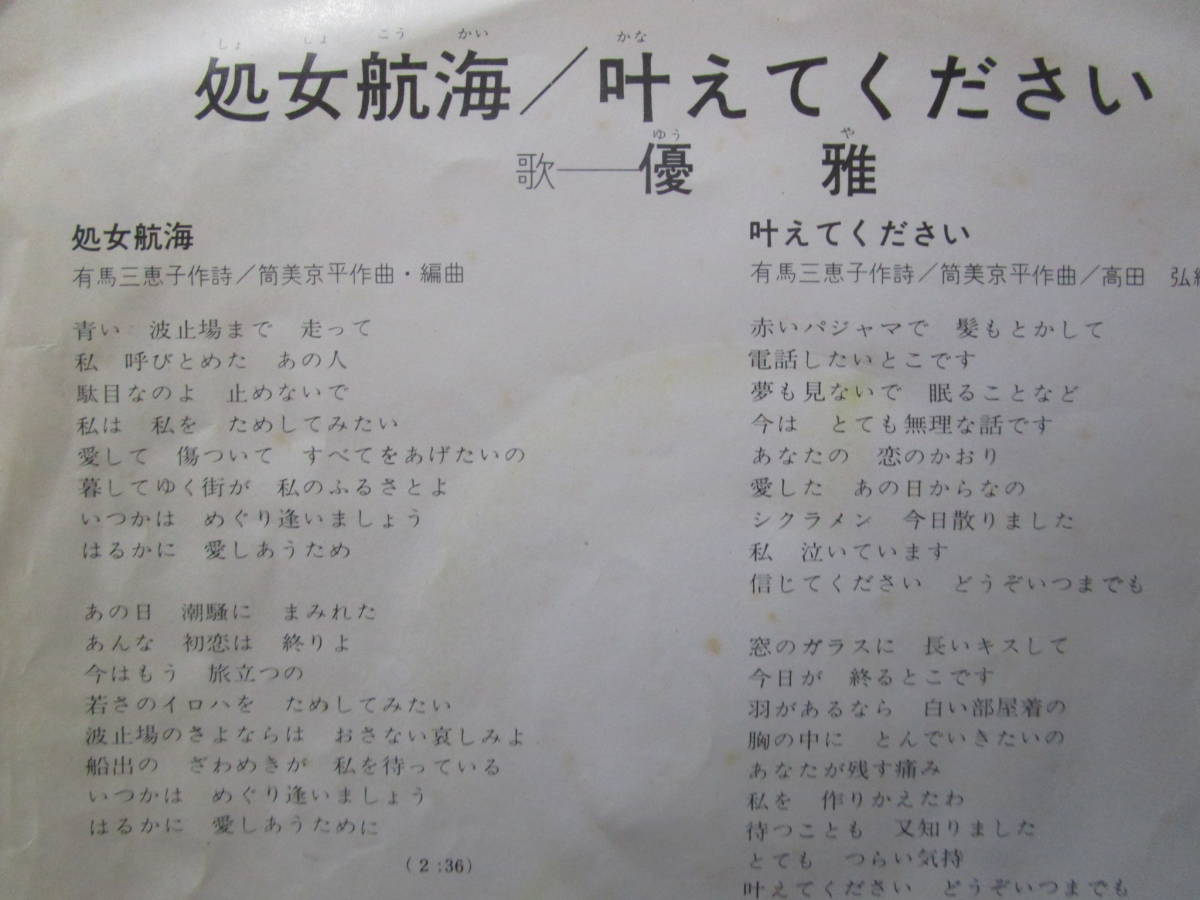 しょ じょ こう かい かな
処女航海／叶えてください
ゆう や
歌――優 雅
処女航海
有馬三恵子作詩／筒美京平作曲・編曲
青い 波止場まで 走って
私 呼びとめた あの人
駄目なのよ 止めないで
私は 私を ためしてみたい
愛して 傷ついて すべてをあげたいの
暮してゆく街が 私のふるさとよ
いつかは めぐり逢いましょう
はるかに 愛しあうため
あの日 潮騒に まみれた
あんな 初恋は 終りよ
今はもう 旅立つの
若さのイロハを ためしてみたい
波止場のさよならは おさない哀しみよ
船出の ざわめきが 私を待っている
いつかは めぐり逢いましょう
はるかに 愛しあうために
(2:36)
叶えてください
有馬三恵子作詩／筒美京平作曲／高田 弘
赤いパジャマで 髪もとかして
電話したいとこです
夢も見ないで 眠ることなど
今は とても無理な話です
あなたの 恋のかおり
愛した あの日からなの
シクラメン 今日散りました
私 泣いています
信じてください どうぞいつまでも
窓のガラスに 長いキスして
今日が 終るとこです
羽があるなら 白い部屋着の
胸の中に とんでいきたいの
あなたが残す痛み
私を 作りかえたわ
待つことも 又知りました
とても つらい気持
叶えてください どうぞいつまでも